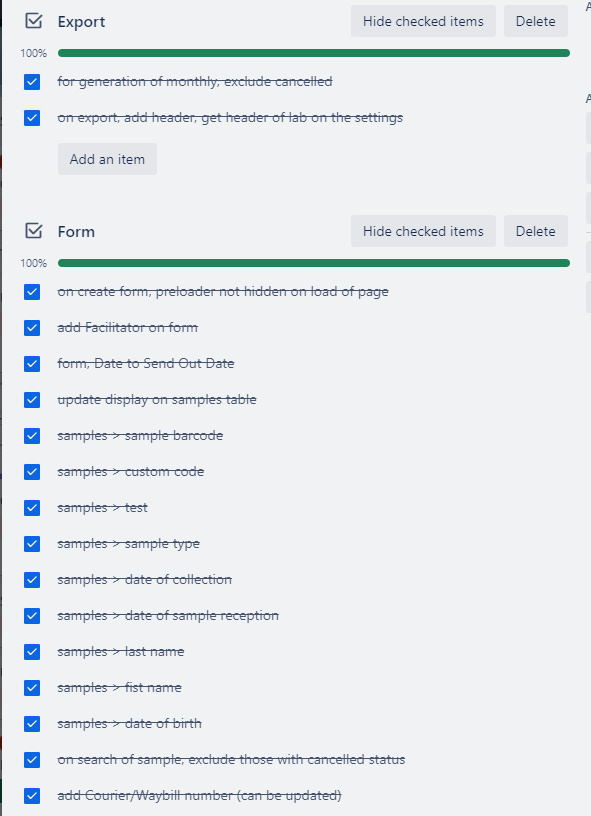 Export
Hide checked items
Delete
100%
for generation of monthly, exclude cancelled
on export, add header, get header of lab on the settings
Add an item
Form
Hide checked items
Delete
100%
on create form, preloader not hidden on load of page
add Facilitator on form
form, Date to Send Out Date
update display on samples table
samples > sample barcode
samples > custom code
samples > test
samples > sample type
samples > date of collection
samples > date of sample reception
samples > last name
samples > fist name
samples > date of birth
on search of sample, exclude those with cancelled status
add Courier/Waybill number (can be updated)